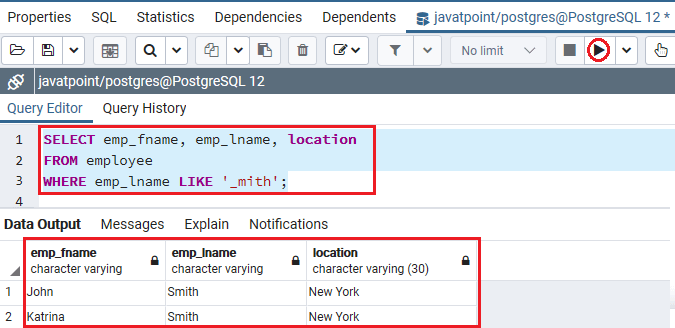 Properties SQL Statistics Dependencies Dependents javatpoint/postgres@PostgreSQL 12 *
No limit
javatpoint/postgres@PostgreSQL 12
Query Editor Query History
1 SELECT emp_fname, emp_lname, location
2 FROM employee
3 WHERE emp_lname LIKE '_mith';
4
Data Output Messages Explain Notifications
emp_fname emp_lname location
character varying character varying character varying (30)
1 John Smith New York
2 Katrina Smith New York